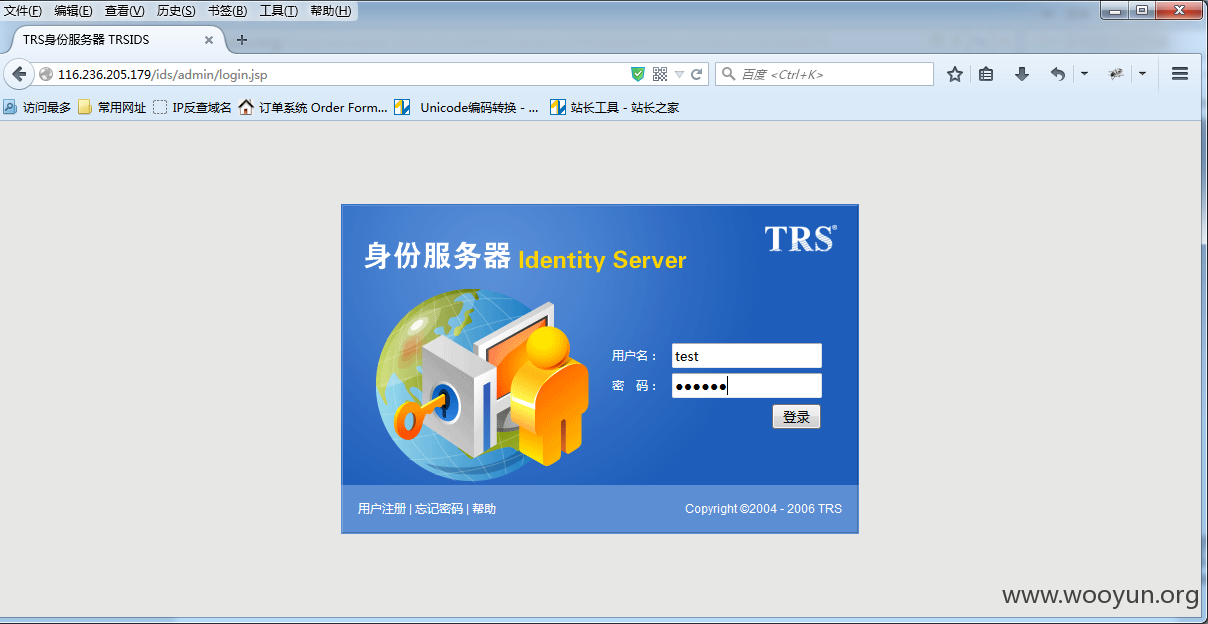 文件(F) 编辑(E) 查看(V) 历史(S) 书签(B) 工具(T) 帮助(H)
TRS身份服务器 TRSIDS
116.236.205.179/ids/admin/login.jsp
百度 <Ctrl+K>
访问最多 常用网址 IP反查域名 订单系统 Order Form... Unicode编码转换 - ... 站长工具 - 站长之家
TRS®
身份服务器 Identity Server
用户名： test
密 码： ●●●●●●
登录
用户注册 | 忘记密码 | 帮助 Copyright ©2004 - 2006 TRS
www.wooyun.org